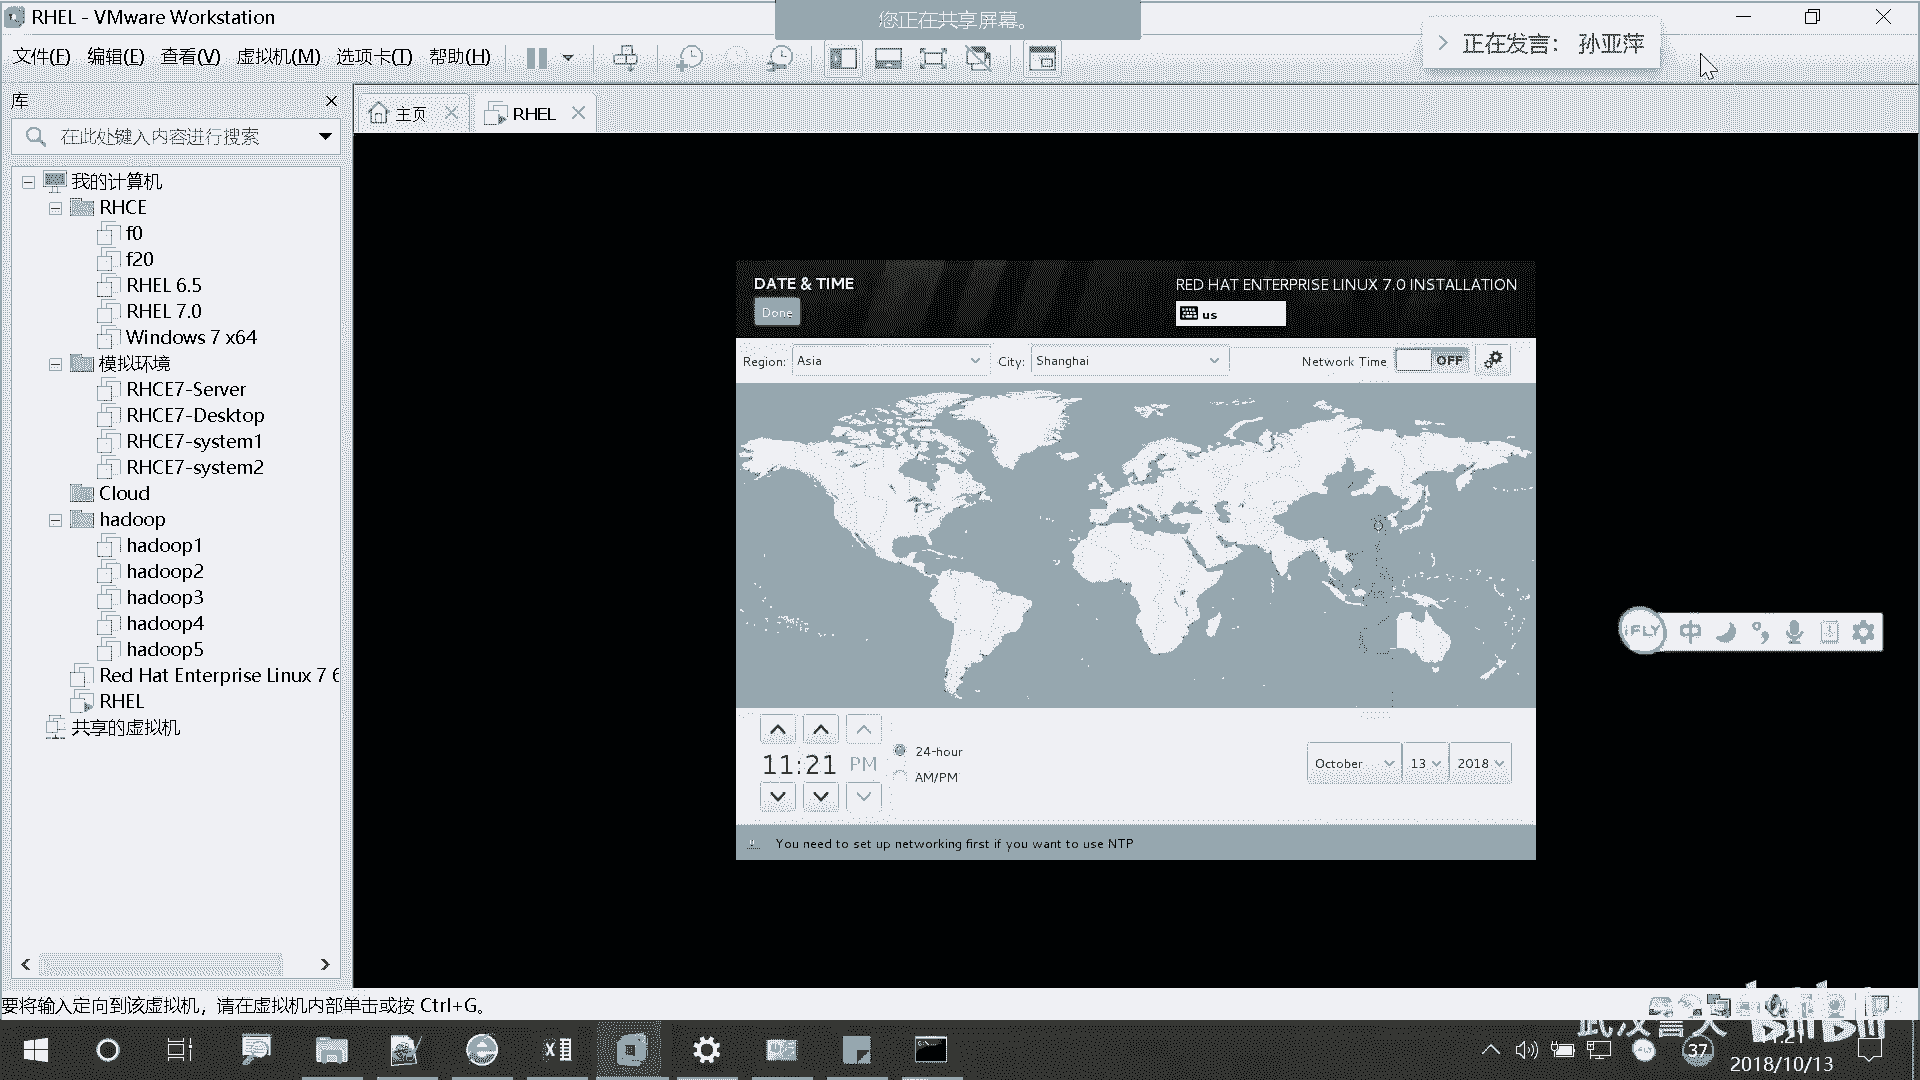 RHEL - VMware Workstation
您正在共享屏幕。
正在发言： 孙亚萍
文件(F) 编辑(E) 查看(V) 虚拟机(M) 选项卡(T) 帮助(H)
库
主页
RHEL
在此处键入内容进行搜索
我的计算机
RHCE
f0
f20
RHEL 6.5
RHEL 7.0
Windows 7 x64
模拟环境
RHCE7-Server
RHCE7-Desktop
RHCE7-system1
RHCE7-system2
Cloud
hadoop
hadoop1
hadoop2
hadoop3
hadoop4
hadoop5
Red Hat Enterprise Linux 7 6
RHEL
共享的虚拟机
DATE & TIME
RED HAT ENTERPRISE LINUX 7.0 INSTALLATION
Done
us
Region: Asia City: Shanghai Network Time OFF
11:21 PM
24-hour
AM/PM
October 13 2018
You need to set up networking first if you want to use NTP
iFLY 中
要将输入定向到该虚拟机，请在虚拟机内部单击或按 Ctrl+G。
bilibili
37
2018/10/13